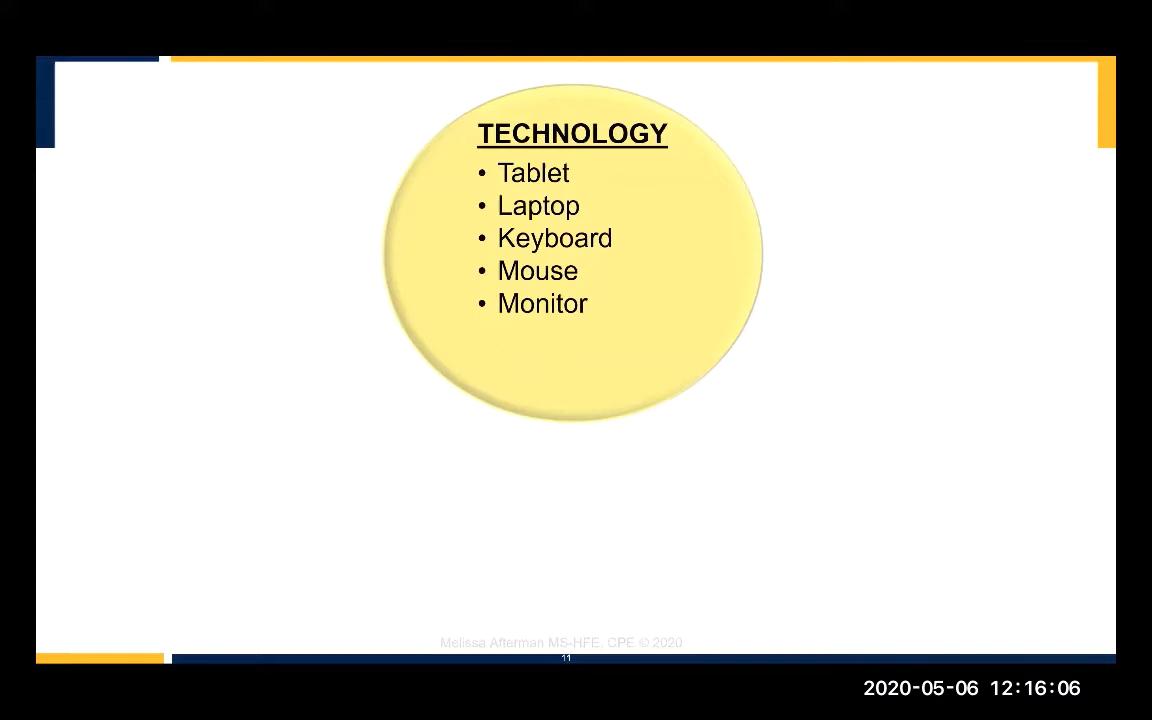 TECHNOLOGY
• Tablet
• Laptop
• Keyboard
• Mouse
• Monitor
Melissa Afterman MS-HFE, CPE © 2020
11
2020-05-06 12:16:06